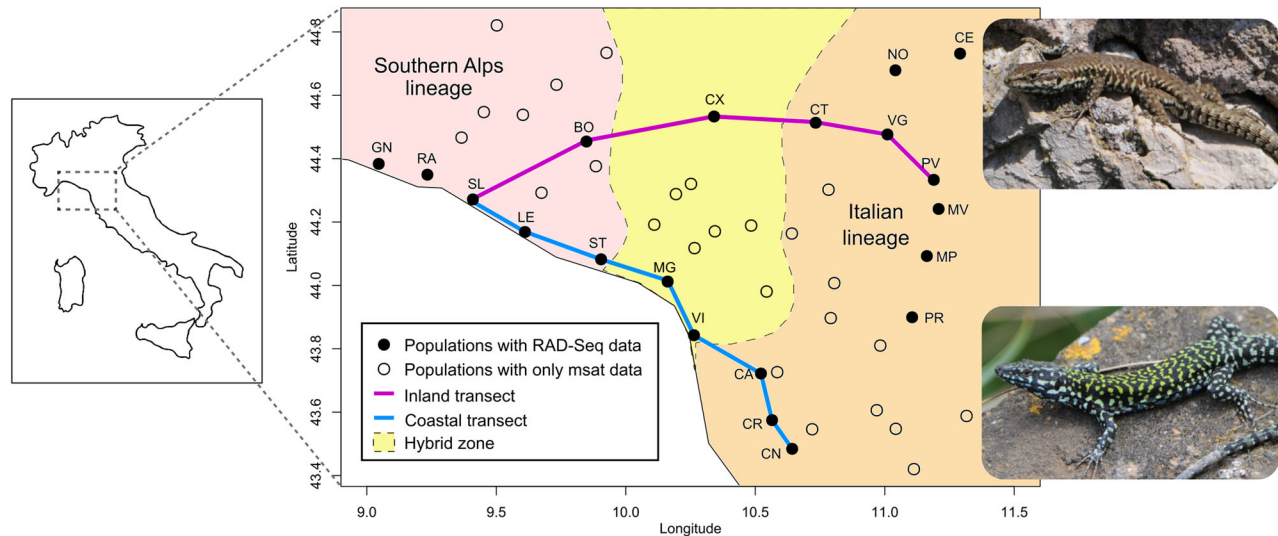 44.8
44.6
44.4
44.2
44.0
43.8
43.6
43.4
Latitude
Southern Alps
lineage
NO
CE
CX
CT
VG
BO
GN
RA
PV
SL
MV
LE
Italian
lineage
ST
MP
MG
VI
PR
CA
CR
CN
Populations with RAD-Seq data
Populations with only msat data
Inland transect
Coastal transect
Hybrid zone
9.0
9.5
10.0
10.5
11.0
11.5
Longitude